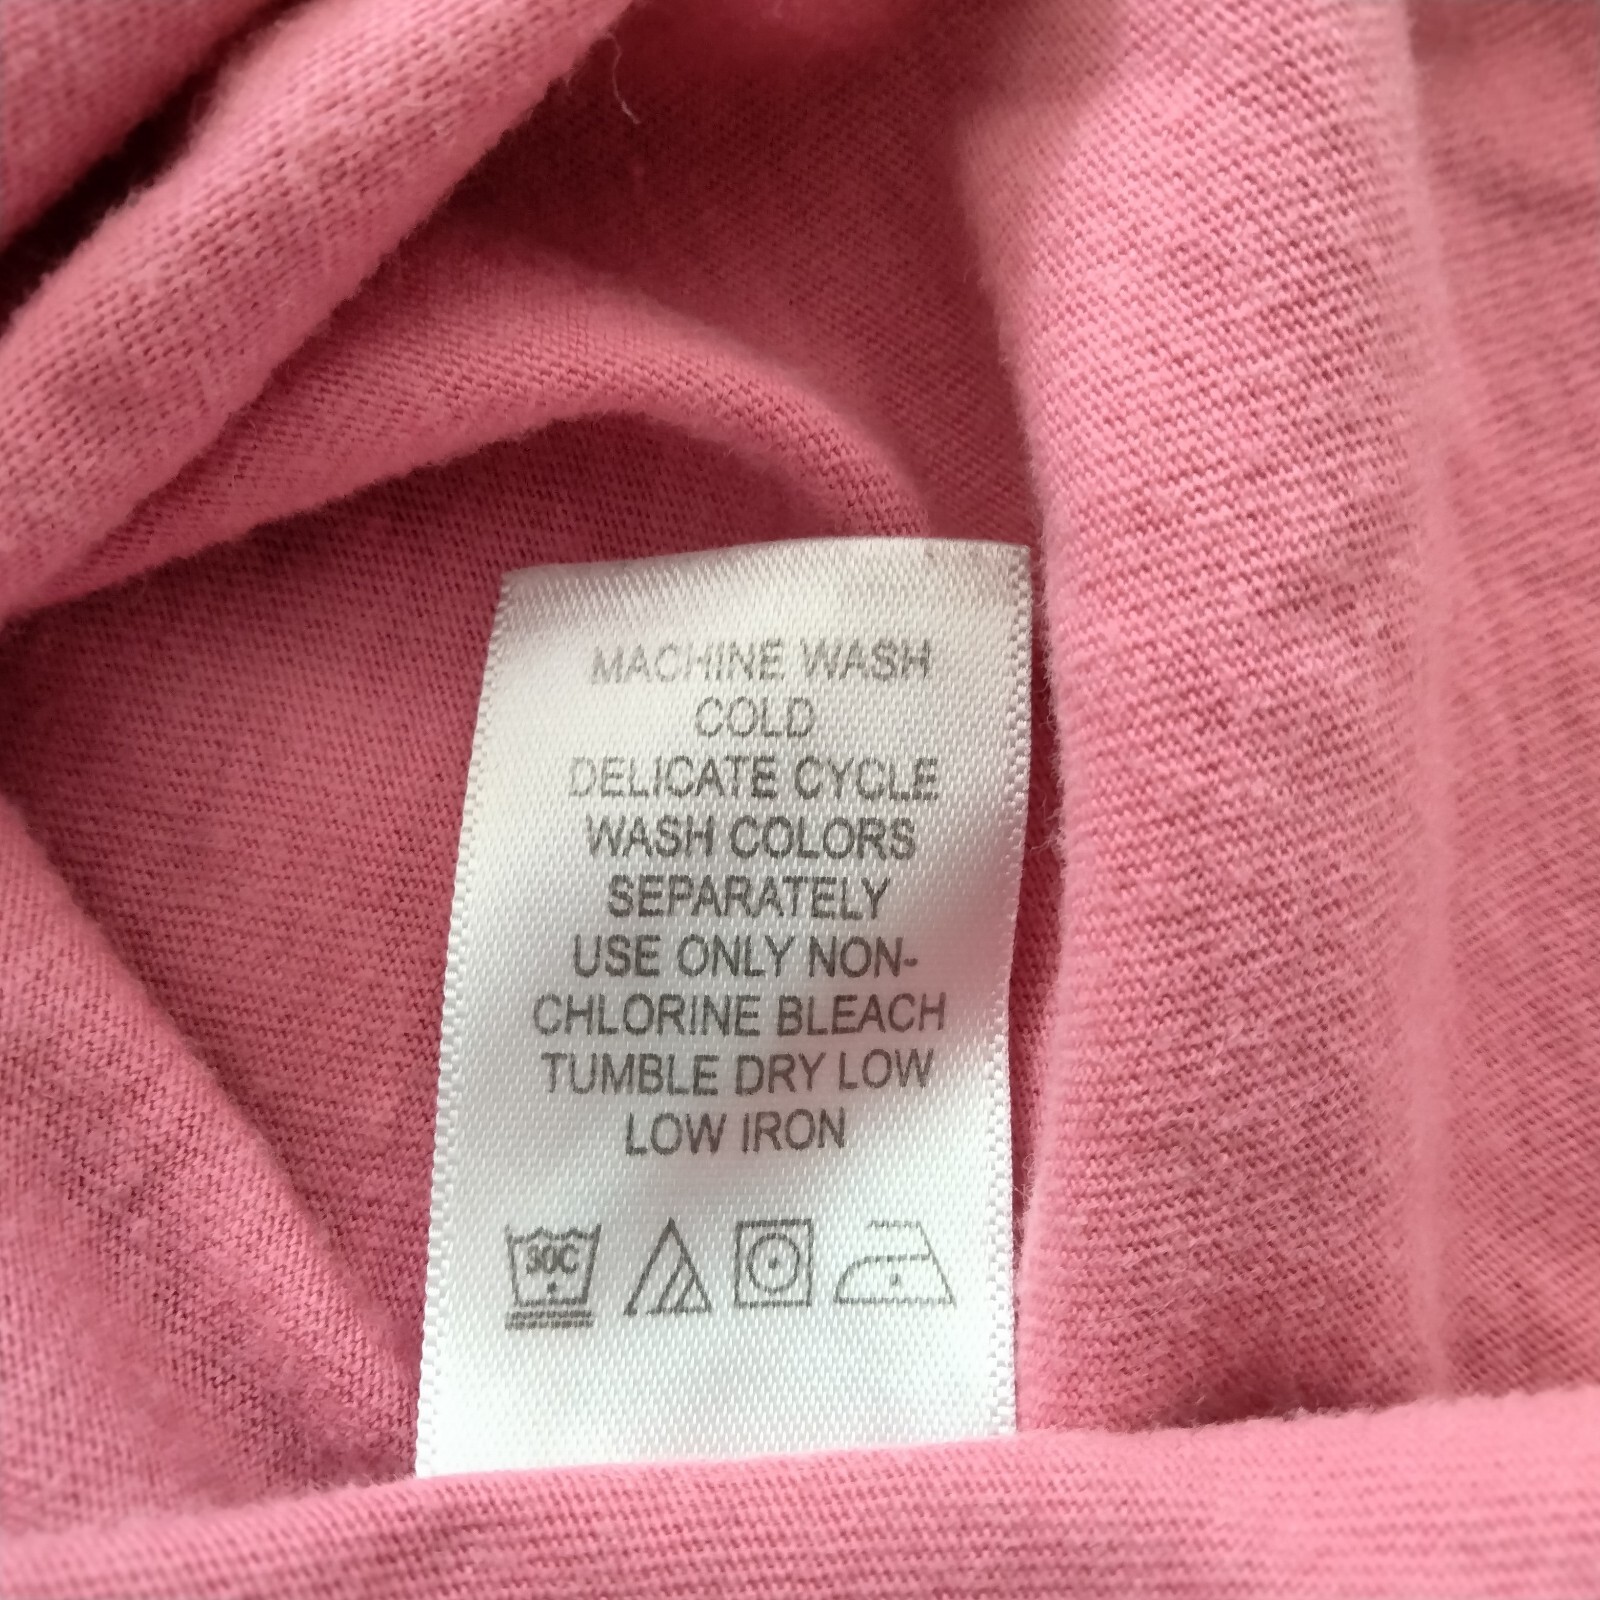 MACHINE WASH
COLD
DELICATE CYCLE
WASH COLORS
SEPARATELY
USE ONLY NON-
CHLORINE BLEACH
TUMBLE DRY LOW
LOW IRON
30C